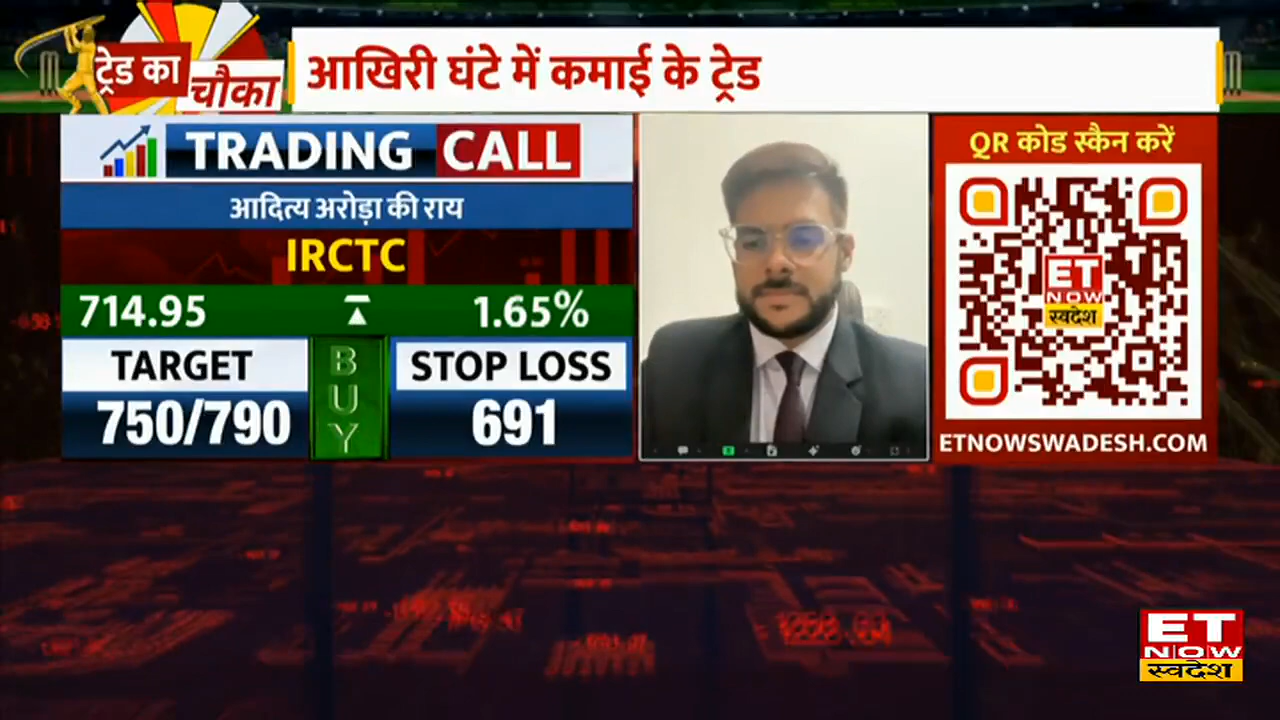 ट्रेड का
चौका
आखिरी घंटे में कमाई के ट्रेड
TRADING CALL
आदित्य अरोड़ा की राय
IRCTC
714.95 1.65%
TARGET
750/790
BUY
STOP LOSS
691
QR कोड स्कैन करें
ET
NOW
स्वदेश
ETNOWSWADESH.COM
ET
NOW
स्वदेश